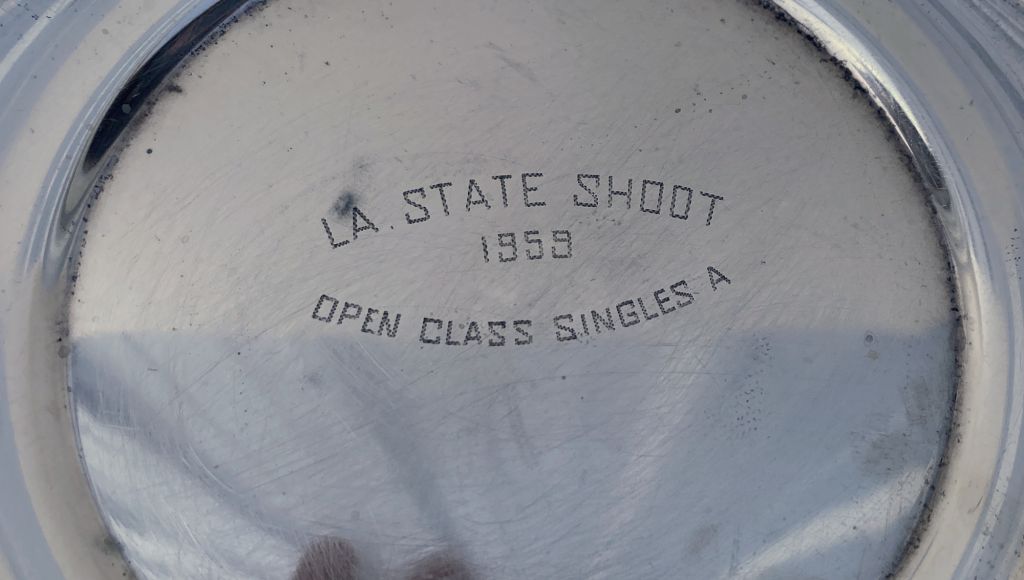 LA. STATE SHOOT
1959
OPEN CLASS SINGLES A